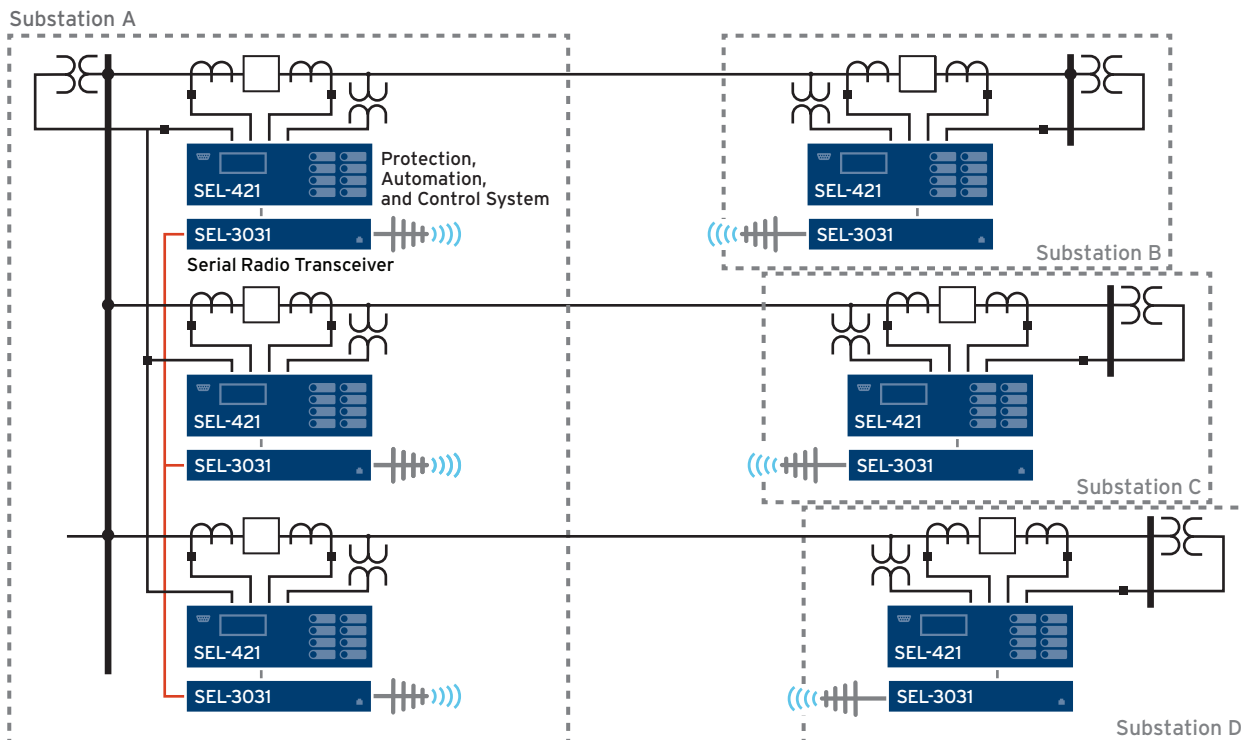 Substation A
SEL-421
Protection,
Automation,
and Control System
SEL-3031
Serial Radio Transceiver
SEL-421
SEL-3031
Substation B
SEL-421
SEL-3031
SEL-421
SEL-3031
Substation C
SEL-421
SEL-3031
SEL-421
SEL-3031
Substation D